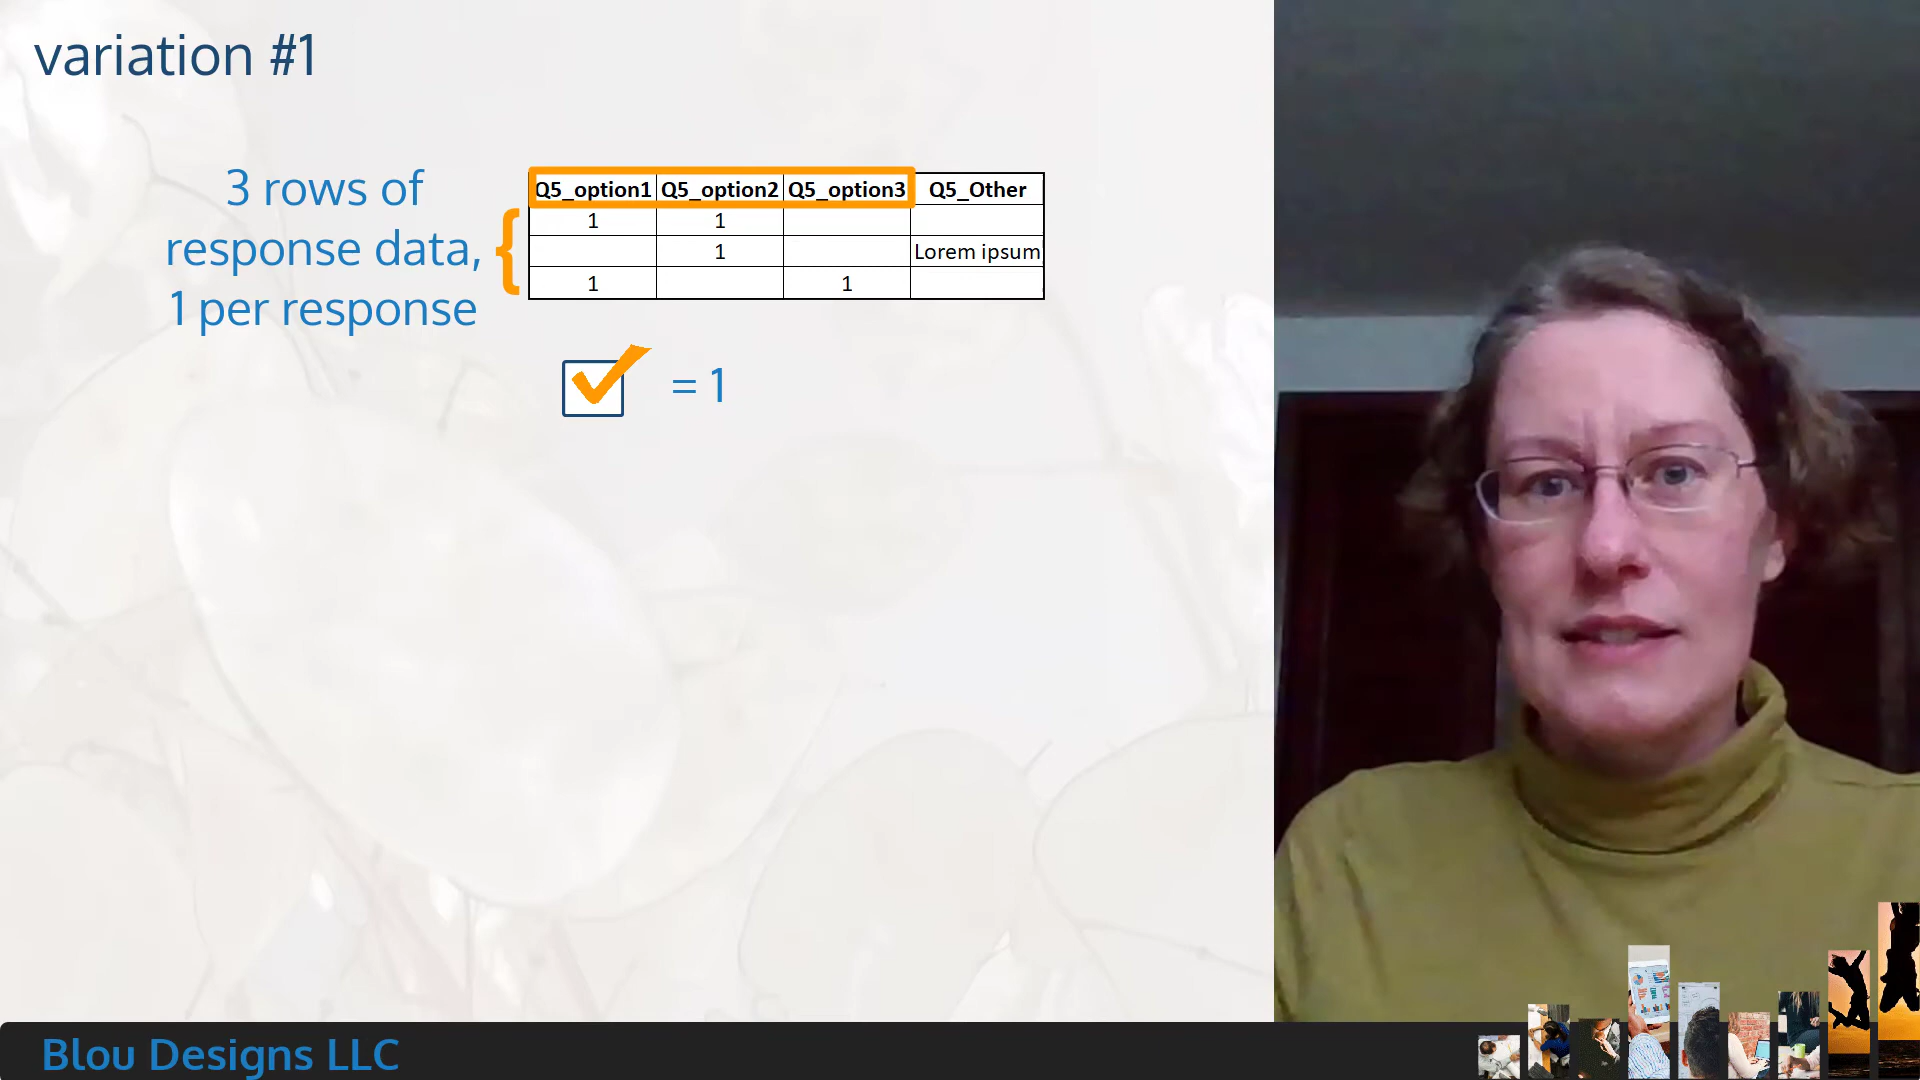 variation #1
3 rows of
response data,
1 per response
Q5_option1 Q5_option2 Q5_option3 Q5_Other
1 1
1 Lorem ipsum
1 1
= 1
Blou Designs LLC